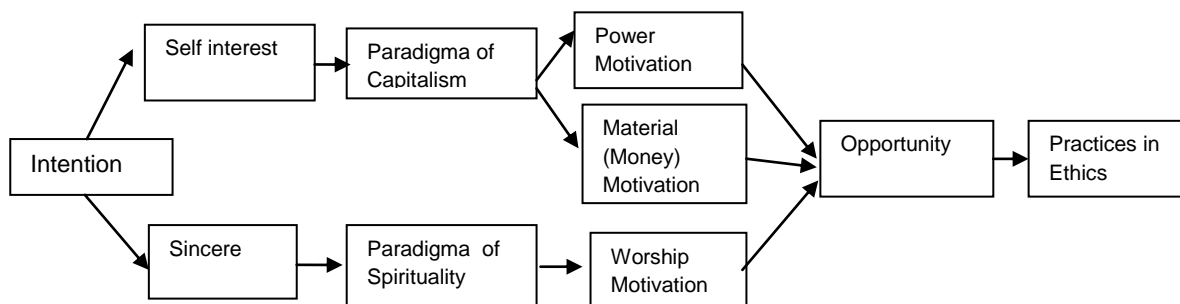 Self interest
Paradigma of
Capitalism
Power
Motivation
Material
(Money)
Motivation
Opportunity
Practices in
Ethics
Intention
Sincere
Paradigma of
Spirituality
Worship
Motivation